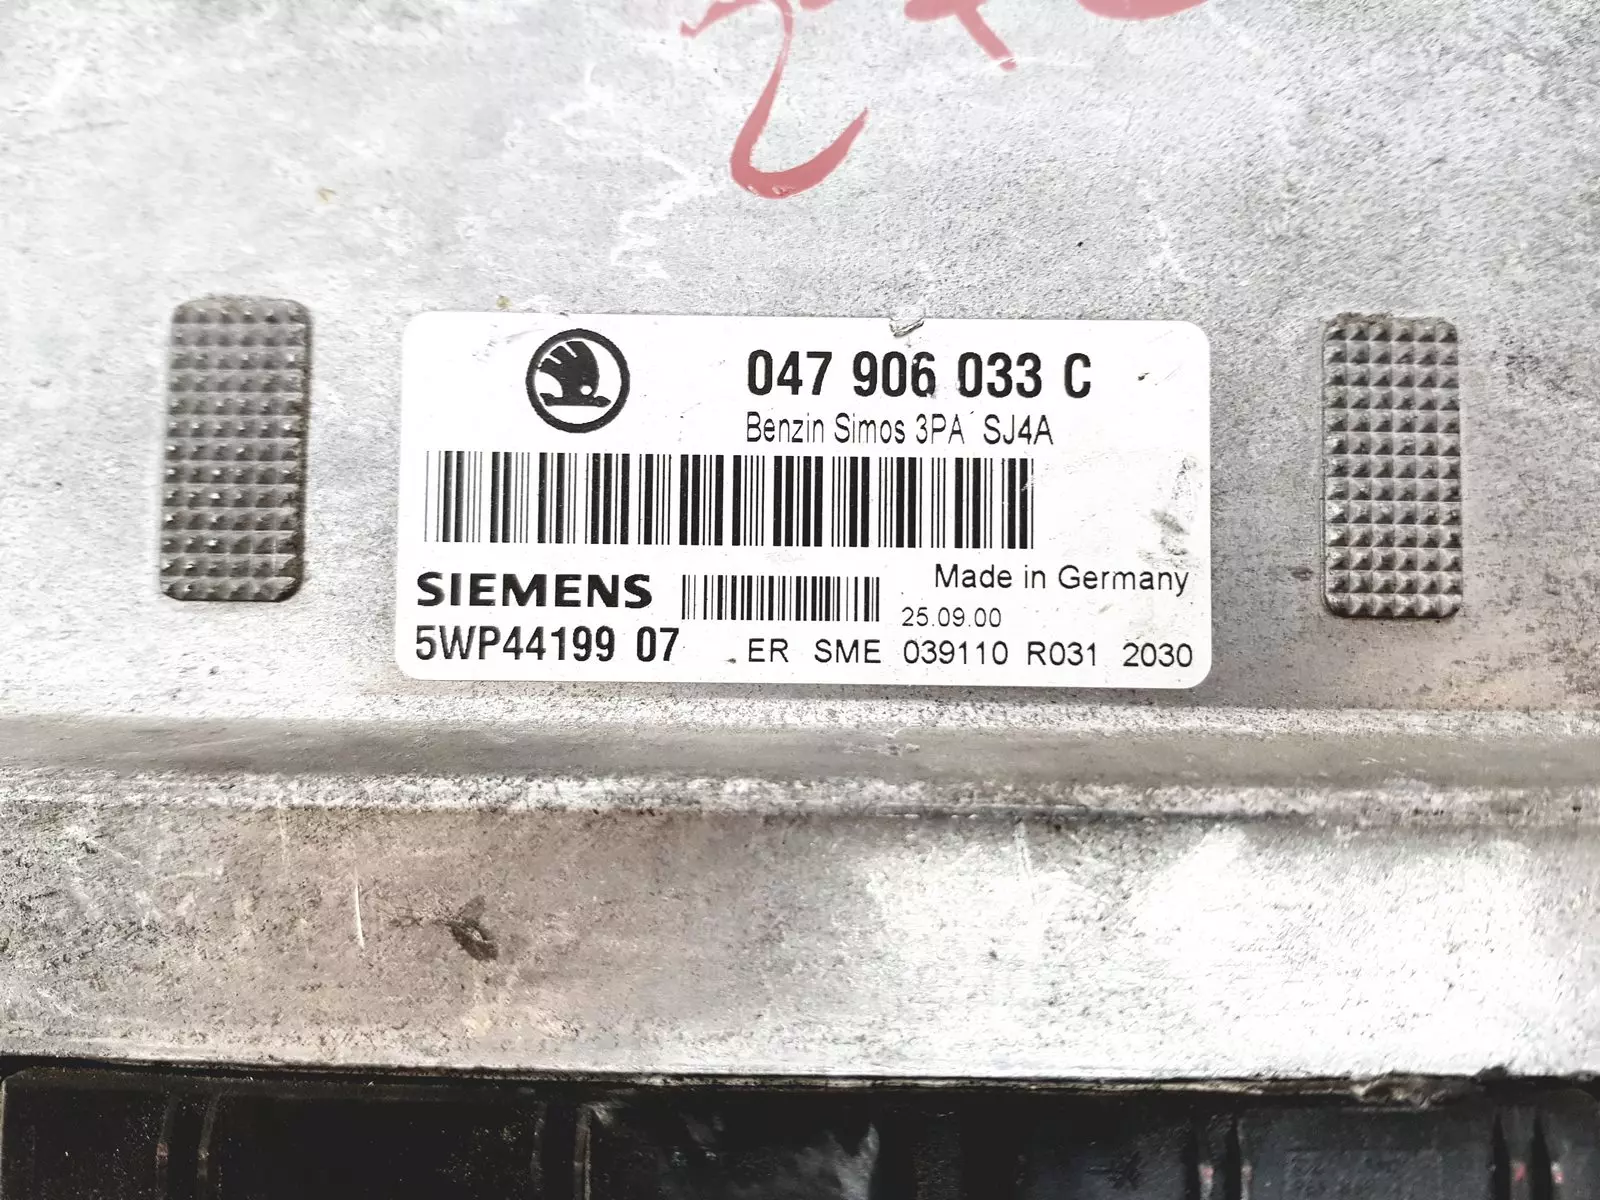 047 906 033 C
Benzin Simos 3PA SJ4A
Made in Germany
SIEMENS
25.09.00
5WP44199 07 ER SME 039110 R031 2030